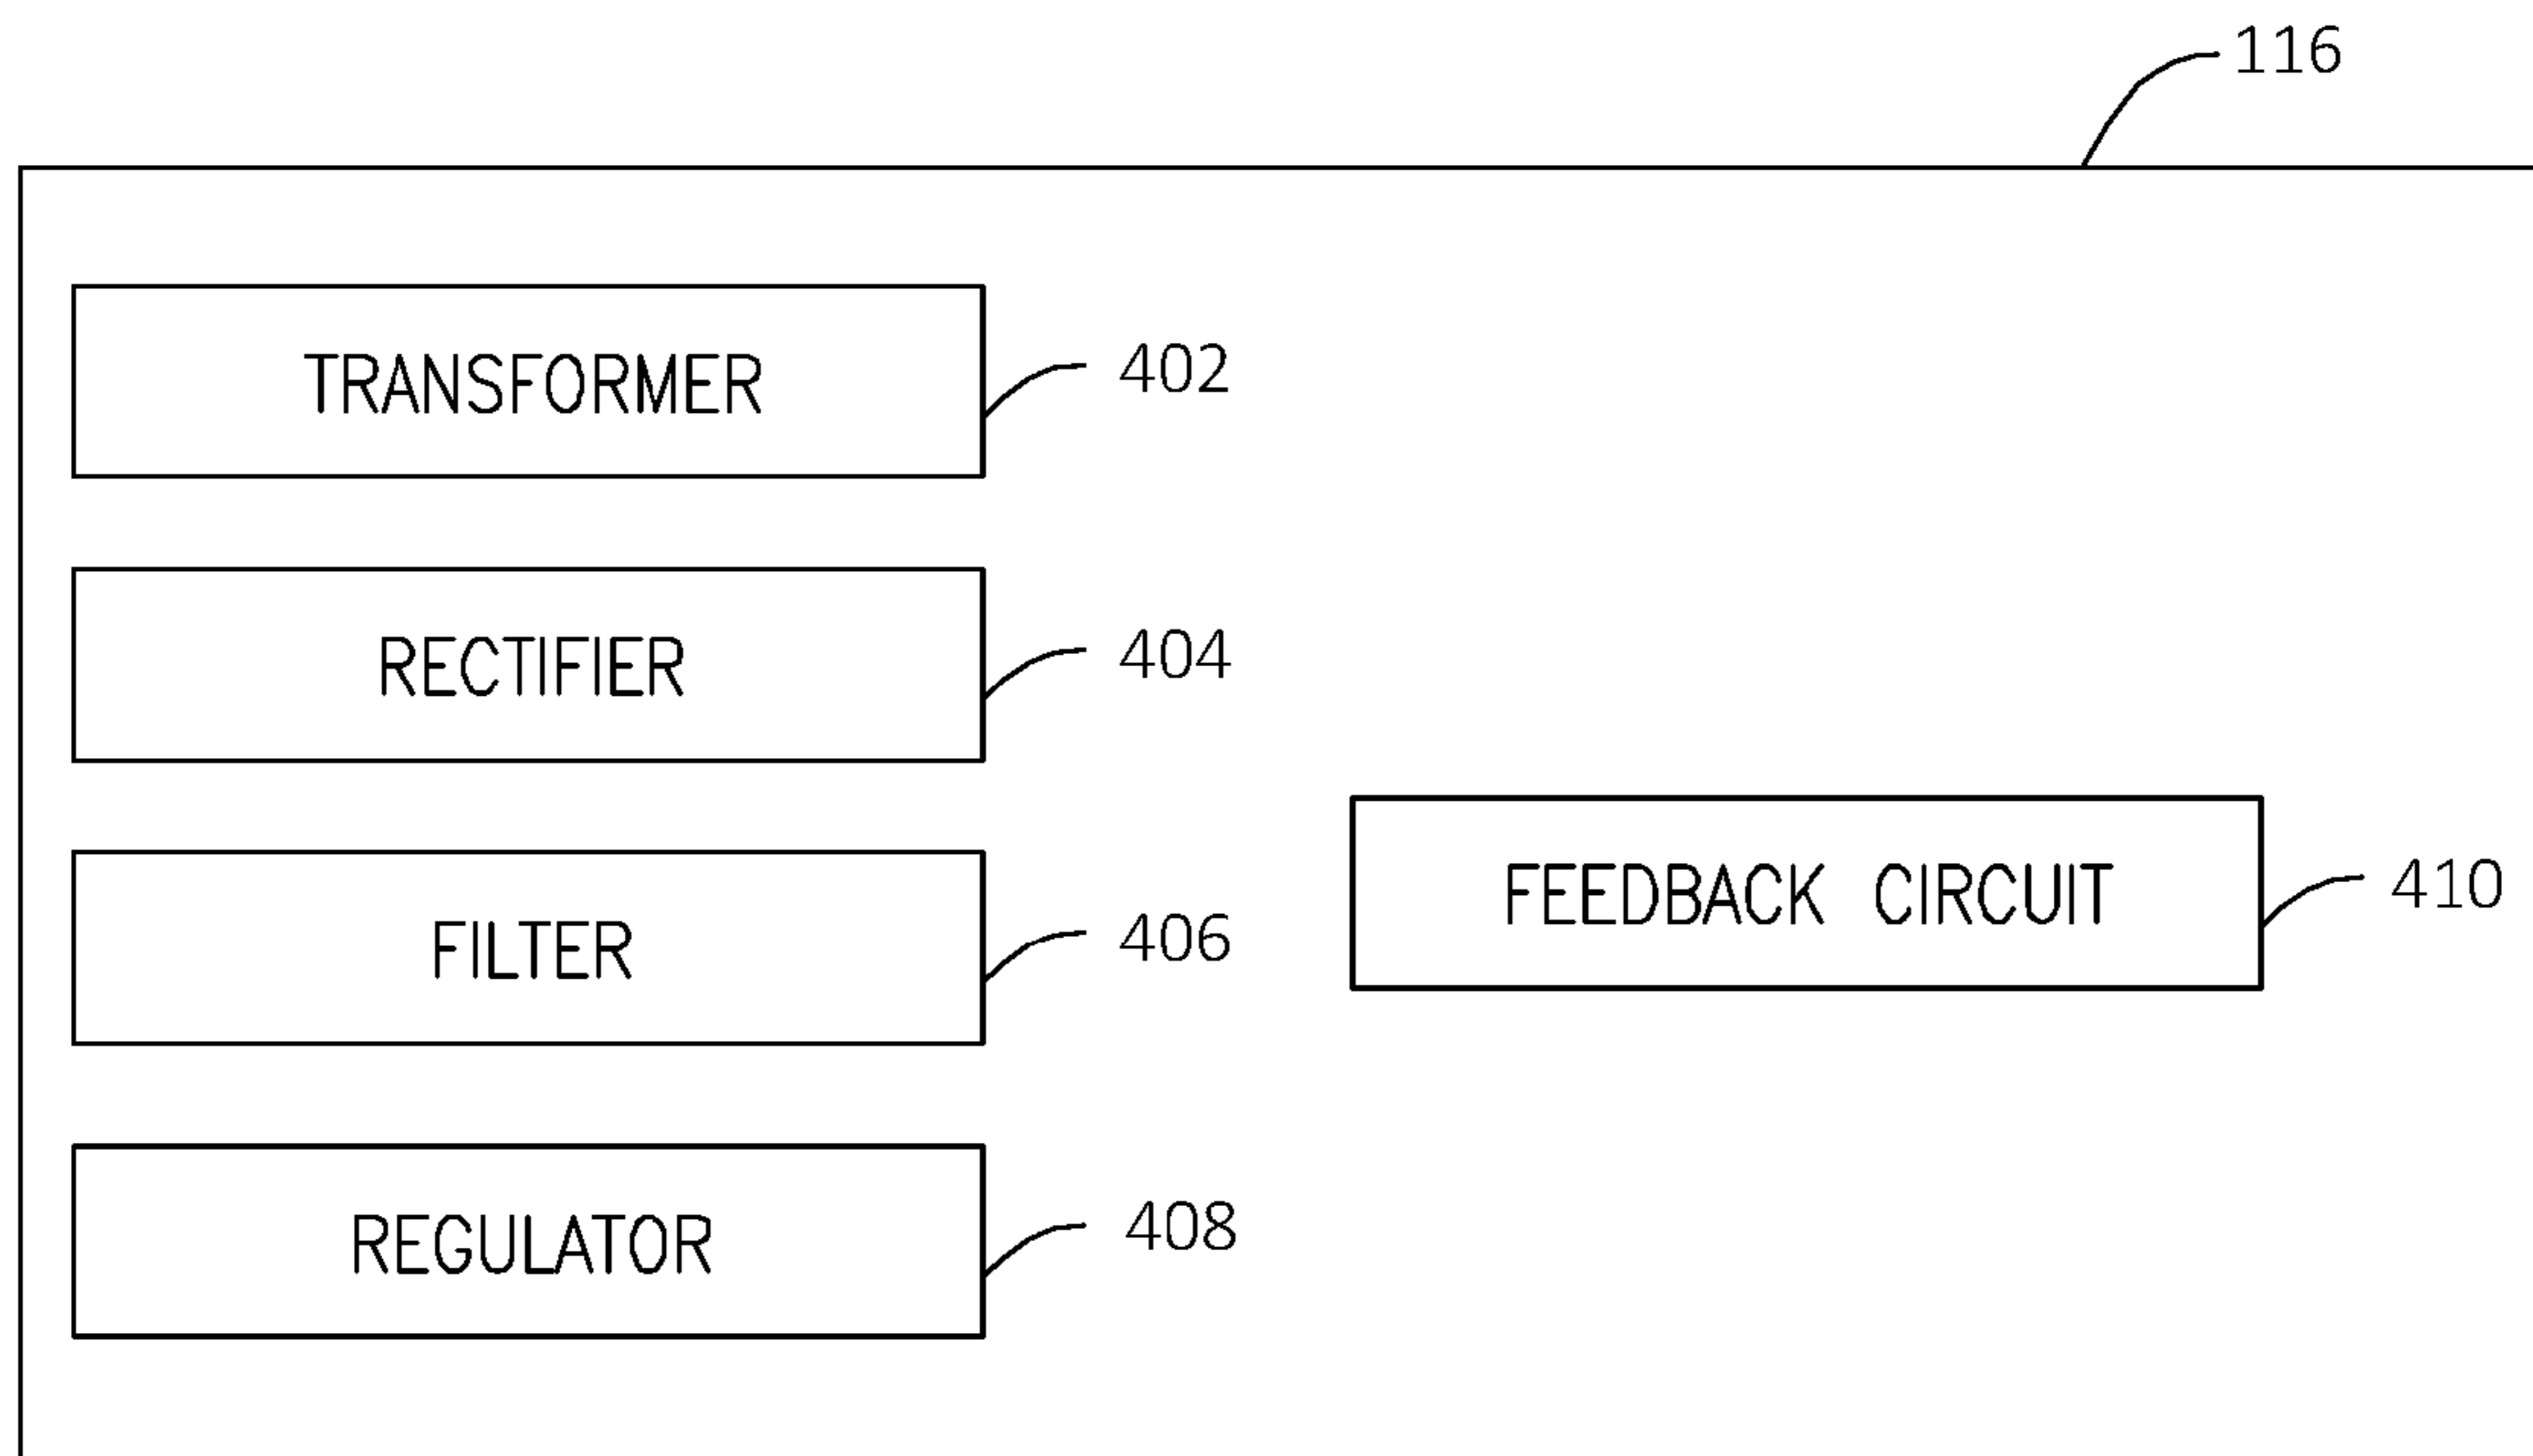 116
TRANSFORMER
402
RECTIFIER
404
FILTER
406
FEEDBACK CIRCUIT
410
REGULATOR
408